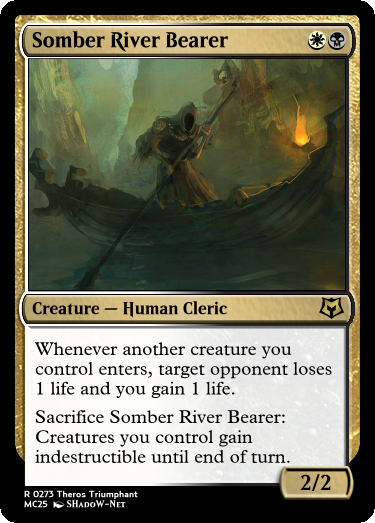 Somber River Bearer
Creature — Human Cleric
Whenever another creature you
control enters, target opponent loses
1 life and you gain 1 life.
Sacrifice Somber River Bearer:
Creatures you control gain
indestructible until end of turn.
2/2
R 0273 Theros Triumphant
MC25 SHADoW-NET